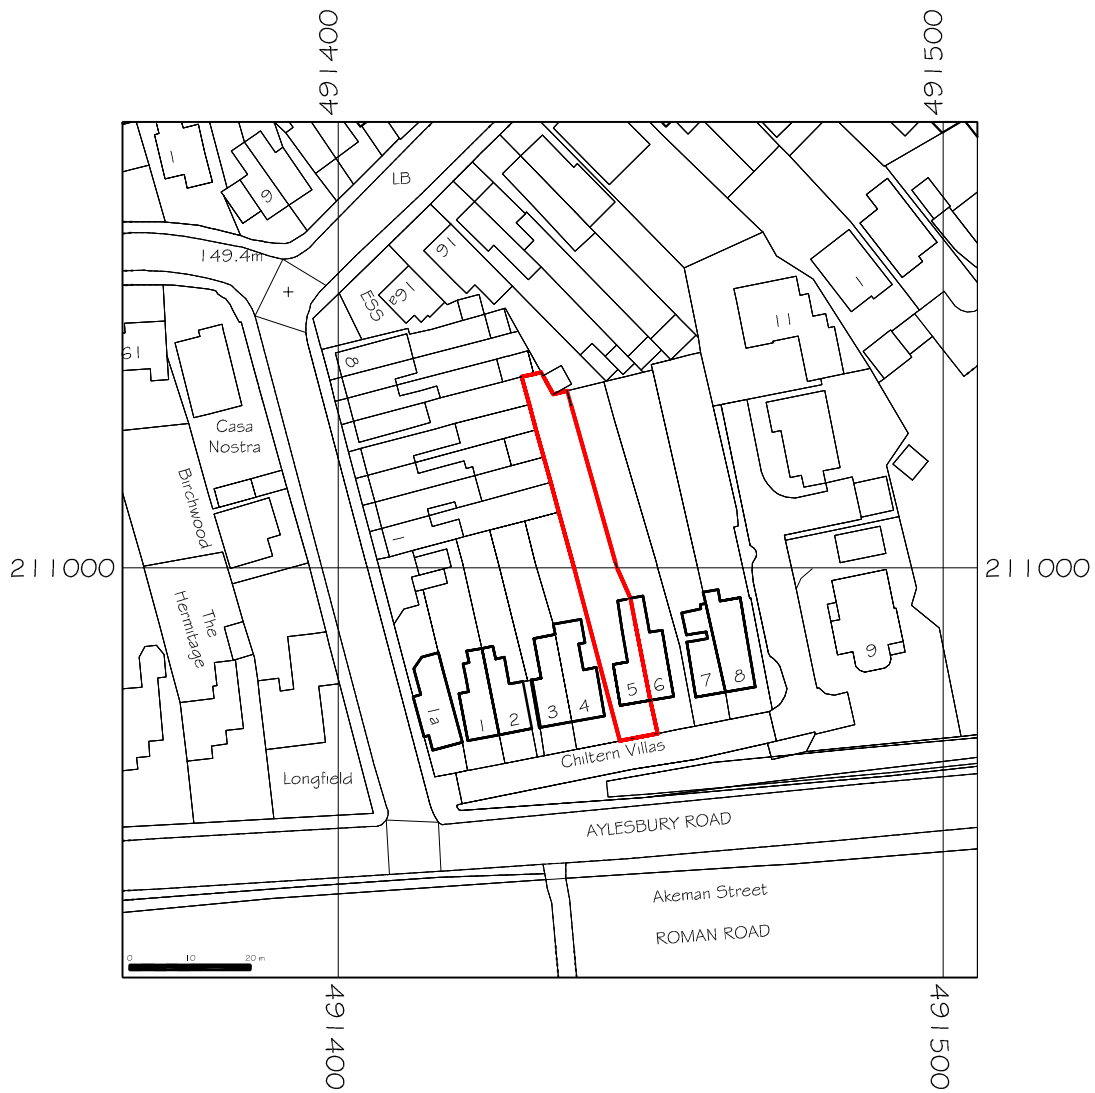 491400
491500
1
6
LB
149.4m
16
16a
ESS
1
11
61
8
Casa
Nostra
Birchwood
1
211000
211000
The
Hermitage
9
1a
1
2
3
4
5
6
7
8
Chiltern Villas
Longfield
AYLESBURY ROAD
Akeman Street
ROMAN ROAD
0 10 20 m
491400
491500